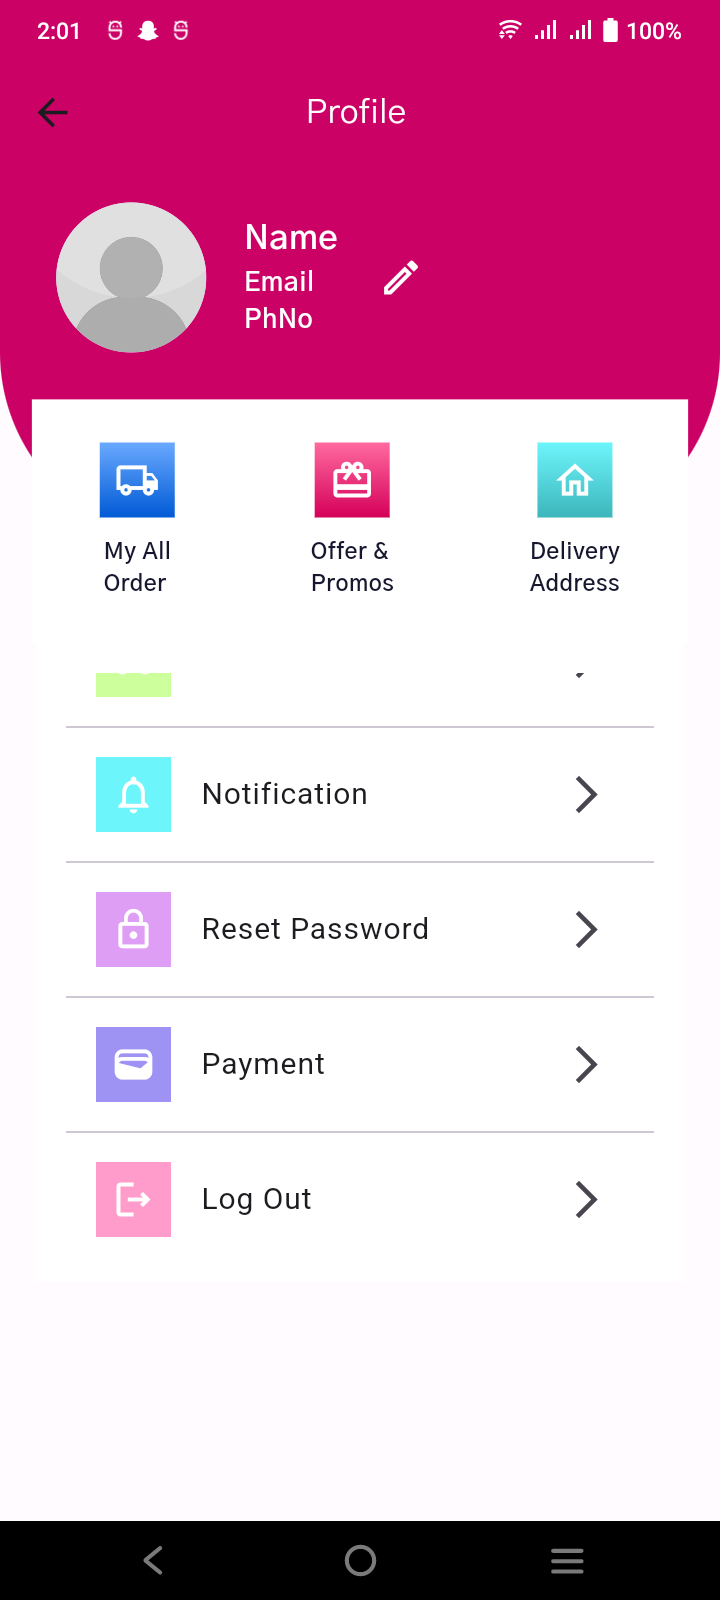 2:01 100%
Profile
Name
Email
PhNo
My All
Order
Offer &
Promos
Delivery
Address
Notification
Reset Password
Payment
Log Out